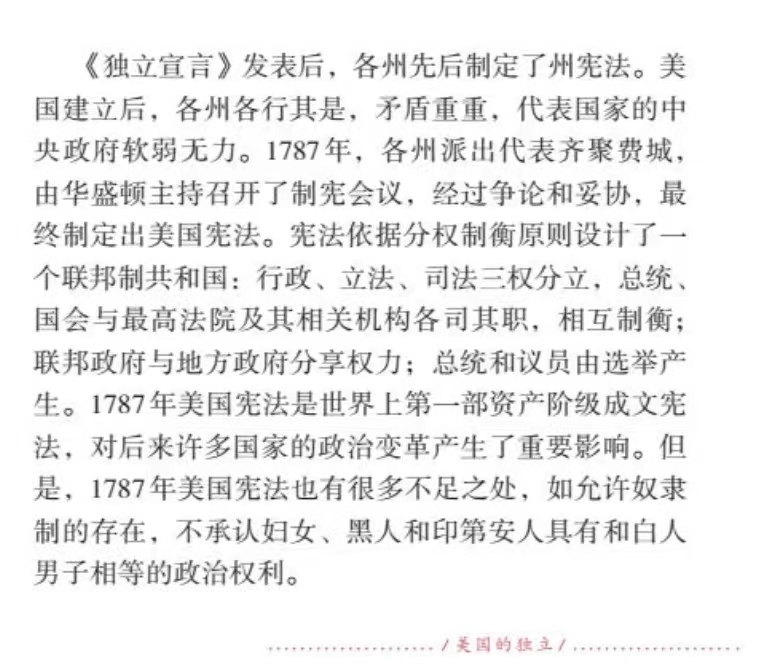 《独立宣言》发表后，各州先后制定了州宪法。美
国建立后，各州各行其是，矛盾重重，代表国家的中
央政府软弱无力。1787年，各州派出代表齐聚费城，
由华盛顿主持召开了制宪会议，经过争论和妥协，最
终制定出美国宪法。宪法依据分权制衡原则设计了一
个联邦制共和国：行政、立法、司法三权分立，总统、
国会与最高法院及其相关机构各司其职，相互制衡；
联邦政府与地方政府分享权力；总统和议员由选举产
生。1787年美国宪法是世界上第一部资产阶级成文宪
法，对后来许多国家的政治变革产生了重要影响。但
是，1787年美国宪法也有很多不足之处，如允许奴隶
制的存在，不承认妇女、黑人和印第安人具有和白人
男子相等的政治权利。
/美国的独立/